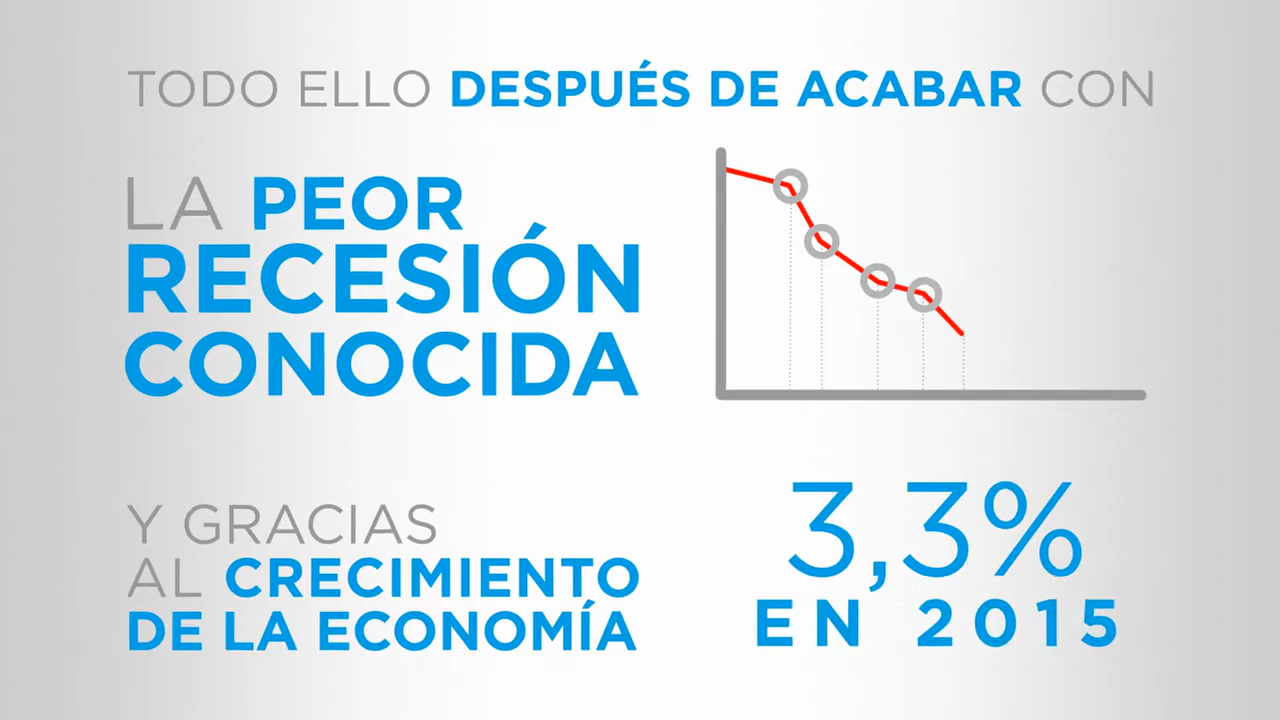 TODO ELLO DESPUÉS DE ACABAR CON
LA PEOR
RECESIÓN
CONOCIDA
Y GRACIAS
AL CRECIMIENTO
DE LA ECONOMÍA
3,3%
EN 2015